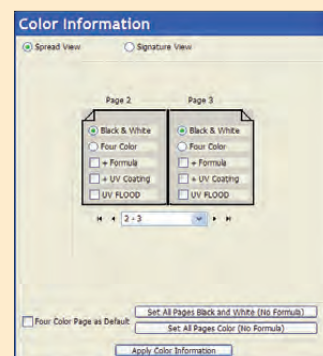 Color Information
Spread View Signature View
Page 2 Page 3
Black & White Black & White
Four Color Four Color
+ Formula + Formula
+ UV Coating + UV Coating
UV FLOOD UV FLOOD
2 - 3
Four Color Page as Default
Set All Pages Black and White (No Formula)
Set All Pages Color (No Formula)
Apply Color Information